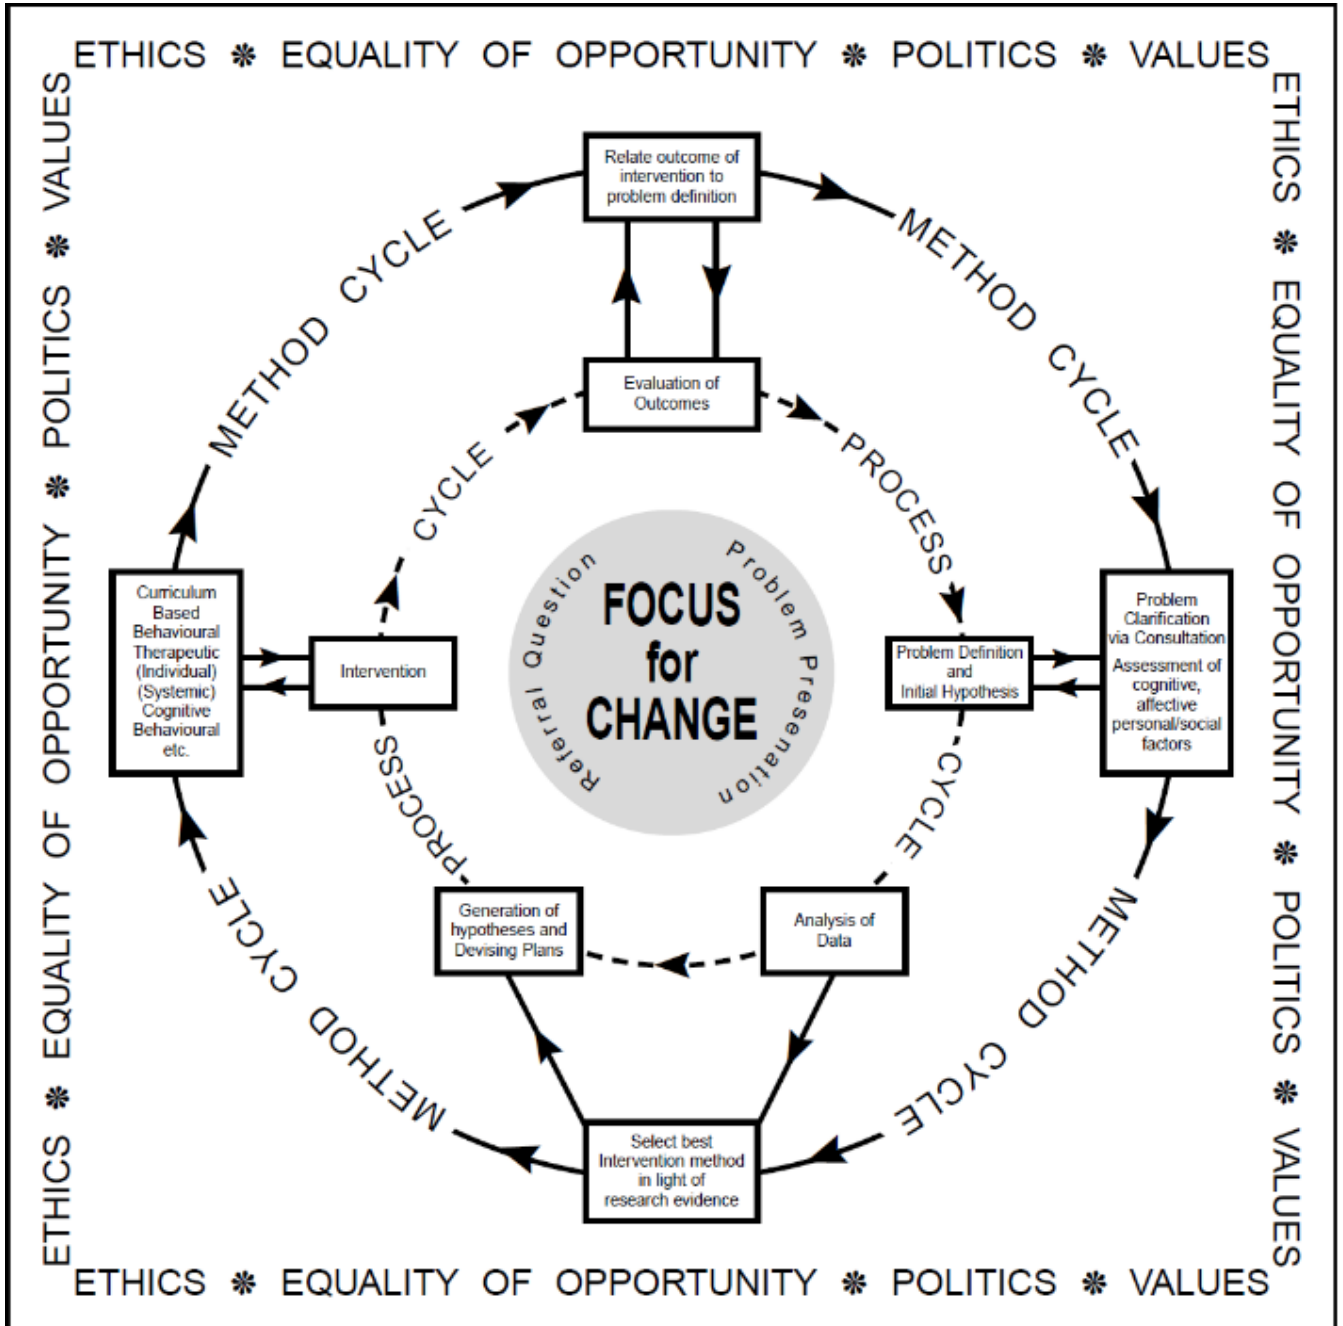 ETHICS ❋ EQUALITY OF OPPORTUNITY ❋ POLITICS ❋ VALUES
ETHICS ❋ EQUALITY OF OPPORTUNITY ❋ POLITICS ❋ VALUES
ETHICS ❋ EQUALITY OF OPPORTUNITY ❋ POLITICS ❋ VALUES
Relate outcome of
intervention to
problem definition
METHOD CYCLE
METHOD CYCLE
Evaluation of
Outcomes
CYCLE
PROCESS
Curriculum
Based
Behavioural
Therapeutic
(Individual)
(Systemic)
Cognitive
Behavioural
etc.
Intervention
Referral Question
FOCUS
for
CHANGE
Problem Presenation
Problem Definition
and
Initial Hypothesis
Problem
Clarification
via Consultation
Assessment of
cognitive,
affective
personal/social
factors
PROCESS
CYCLE
Generation of
hypotheses and
Devising Plans
Analysis of
Data
METHOD CYCLE
METHOD CYCLE
Select best
Intervention method
in light of
research evidence
ETHICS ❋ EQUALITY OF OPPORTUNITY ❋ POLITICS ❋ VALUES